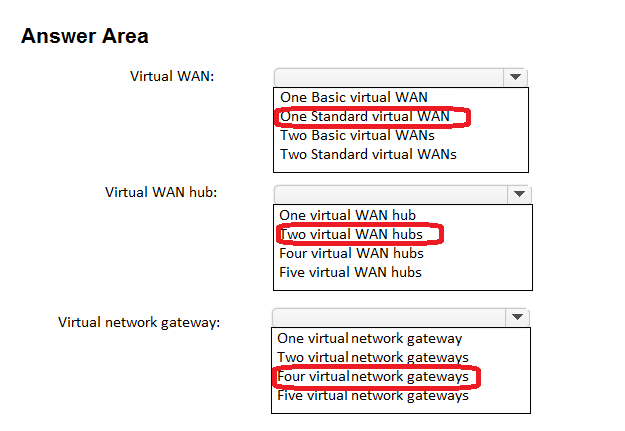 Answer Area
Virtual WAN:
One Basic virtual WAN
One Standard virtual WAN
Two Basic virtual WANs
Two Standard virtual WANs
Virtual WAN hub:
One virtual WAN hub
Two virtual WAN hubs
Four virtual WAN hubs
Five virtual WAN hubs
Virtual network gateway:
One virtual network gateway
Two virtual network gateways
Four virtual network gateways
Five virtual network gateways